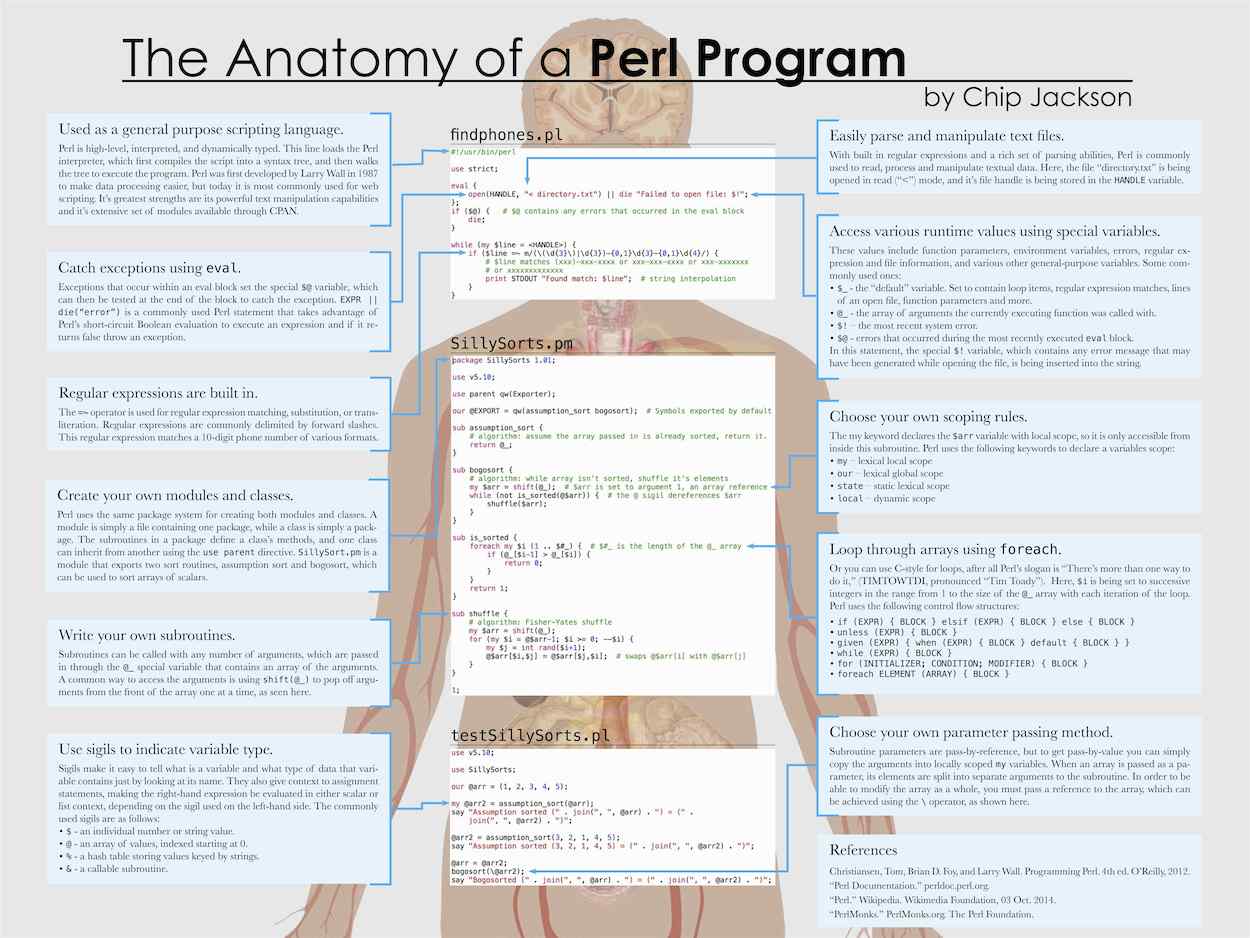 The Anatomy of a Perl Program
by Chip Jackson
Used as a general purpose scripting language.
Perl is high-level, interpreted, and dynamically typed. This line loads the Perl
interpreter, which first compiles the script into a syntax tree, and then walks
the tree to execute the program. Perl was first developed by Larry Wall in 1987
to make data processing easier, but today it is most commonly used for web
scripting. It's greatest strengths are its powerful text manipulation capabilities
and it's extensive set of modules available through CPAN.
Catch exceptions using eval.
Exceptions that occur within an eval block set the special $@ variable, which
can then be tested at the end of the block to catch the exception. EXPR ||
die("error") is a commonly used Perl statement that takes advantage of
Perl's short-circuit Boolean evaluation to execute an expression and if it re-
turns false throw an exception.
Regular expressions are built in.
The =~ operator is used for regular expression matching, substitution, or trans-
literation. Regular expressions are commonly delimited by forward slashes.
This regular expression matches a 10-digit phone number of various formats.
Create your own modules and classes.
Perl uses the same package system for creating both modules and classes. A
module is simply a file containing one package, while a class is simply a pack-
age. The subroutines in a package define a class's methods, and one class
can inherit from another using the use parent directive. SillySort.pm is a
module that exports two sort routines, assumption sort and bogosort, which
can be used to sort arrays of scalars.
Write your own subroutines.
Subroutines can be called with any number of arguments, which are passed
in through the @_ special variable that contains an array of the arguments.
A common way to access the arguments is using shift(@_) to pop off argu-
ments from the front of the array one at a time, as seen here.
Use sigils to indicate variable type.
Sigils make it easy to tell what is a variable and what type of data that vari-
able contains just by looking at its name. They also give context to assignment
statements, making the right-hand expression be evaluated in either scalar or
list context, depending on the sigil used on the left-hand side. The commonly
used sigils are as follows:
• $ - an individual number or string value.
• @ - an array of values, indexed starting at 0.
• % - a hash table storing values keyed by strings.
• & - a callable subroutine.
findphones.pl
#!/usr/bin/perl
use strict;
eval {
open(HANDLE, "< directory.txt") || die "Failed to open file: $!";
};
if ($@) { # $@ contains any errors that occurred in the eval block
die;
}
while (my $line = <HANDLE>) {
if ($line =~ m/(\(\d{3}\)|\d{3})-{0,1}\d{3}-{0,1}\d{4}/) {
# $line matches (xxx)-xxx-xxxx or xxx-xxx-xxxx or xxx-xxxxxxx
# or xxxxxxxxxxxxx
print STDOUT "Found match: $line"; # string interpolation
}
}
SillySorts.pm
package SillySorts 1.01;
use v5.10;
use parent qw(Exporter);
our @EXPORT = qw(assumption_sort bogosort); # Symbols exported by default
sub assumption_sort {
# algorithm: assume the array passed in is already sorted, return it.
return @_;
}
sub bogosort {
# algorithm: while array isn't sorted, shuffle it's elements
my $arr = shift(@_); # $arr is set to argument 1, an array reference
while (not is_sorted(@$arr)) { # the @ sigil dereferences $arr
shuffle($arr);
}
}
sub is_sorted {
foreach my $i (1 .. $#_) { # $#_ is the length of the @_ array
if (@_[$i-1] > @_[$i]) {
return 0;
}
}
return 1;
}
sub shuffle {
# algorithm: Fisher-Yates shuffle
my $arr = shift(@_);
for (my $i = @$arr-1; $i >= 0; --$i) {
my $j = int rand($i+1);
@$arr[$i,$j] = @$arr[$j,$i]; # swaps @$arr[i] with @$arr[j]
}
}
1;
testSillySorts.pl
use v5.10;
use SillySorts;
our @arr = (1, 2, 3, 4, 5);
my @arr2 = assumption_sort(@arr);
say "Assumption sorted (" . join(", ", @arr) . ") = (" .
join(", ", @arr2) . ")";
@arr2 = assumption_sort(3, 2, 1, 4, 5);
say "Assumption sorted (3, 2, 1, 4, 5) = (" . join(", ", @arr2) . ")";
@arr = @arr2;
bogosort(\@arr2);
say "Bogosorted (" . join(", ", @arr) . ") = (" . join(", ", @arr2) . ")";
Easily parse and manipulate text files.
With built in regular expressions and a rich set of parsing abilities, Perl is commonly
used to read, process and manipulate textual data. Here, the file "directory.txt" is being
opened in read ("<") mode, and it's file handle is being stored in the HANDLE variable.
Access various runtime values using special variables.
These values include function parameters, environment variables, errors, regular ex-
pression and file information, and various other general-purpose variables. Some com-
monly used ones:
• $_ - the "default" variable. Set to contain loop items, regular expression matches, lines
of an open file, function parameters and more.
• @_ - the array of arguments the currently executing function was called with.
• $! - the most recent system error.
• $@ - errors that occurred during the most recently executed eval block.
In this statement, the special $! variable, which contains any error message that may
have been generated while opening the file, is being inserted into the string.
Choose your own scoping rules.
The my keyword declares the $arr variable with local scope, so it is only accessible from
inside this subroutine. Perl uses the following keywords to declare a variables scope:
• my – lexical local scope
• our – lexical global scope
• state – static lexical scope
• local – dynamic scope
Loop through arrays using foreach.
Or you can use C-style for loops, after all Perl's slogan is "There's more than one way to
do it," (TIMTOWTDI, pronounced "Tim Toady"). Here, $i is being set to successive
integers in the range from 1 to the size of the @_ array with each iteration of the loop.
Perl uses the following control flow structures:
• if (EXPR) { BLOCK } elsif (EXPR) { BLOCK } else { BLOCK }
• unless (EXPR) { BLOCK }
• given (EXPR) { when (EXPR) { BLOCK } default { BLOCK } }
• while (EXPR) { BLOCK }
• for (INITIALIZER; CONDITION; MODIFIER) { BLOCK }
• foreach ELEMENT (ARRAY) { BLOCK }
Choose your own parameter passing method.
Subroutine parameters are pass-by-reference, but to get pass-by-value you can simply
copy the arguments into locally scoped my variables. When an array is passed as a pa-
rameter, its elements are split into separate arguments to the subroutine. In order to be
able to modify the array as a whole, you must pass a reference to the array, which can
be achieved using the \ operator, as shown here.
References
Christiansen, Tom, Brian D. Foy, and Larry Wall. Programming Perl. 4th ed. O'Reilly, 2012.
"Perl Documentation." perldoc.perl.org.
"Perl." Wikipedia. Wikimedia Foundation, 03 Oct. 2014.
"PerlMonks." PerlMonks.org. The Perl Foundation.